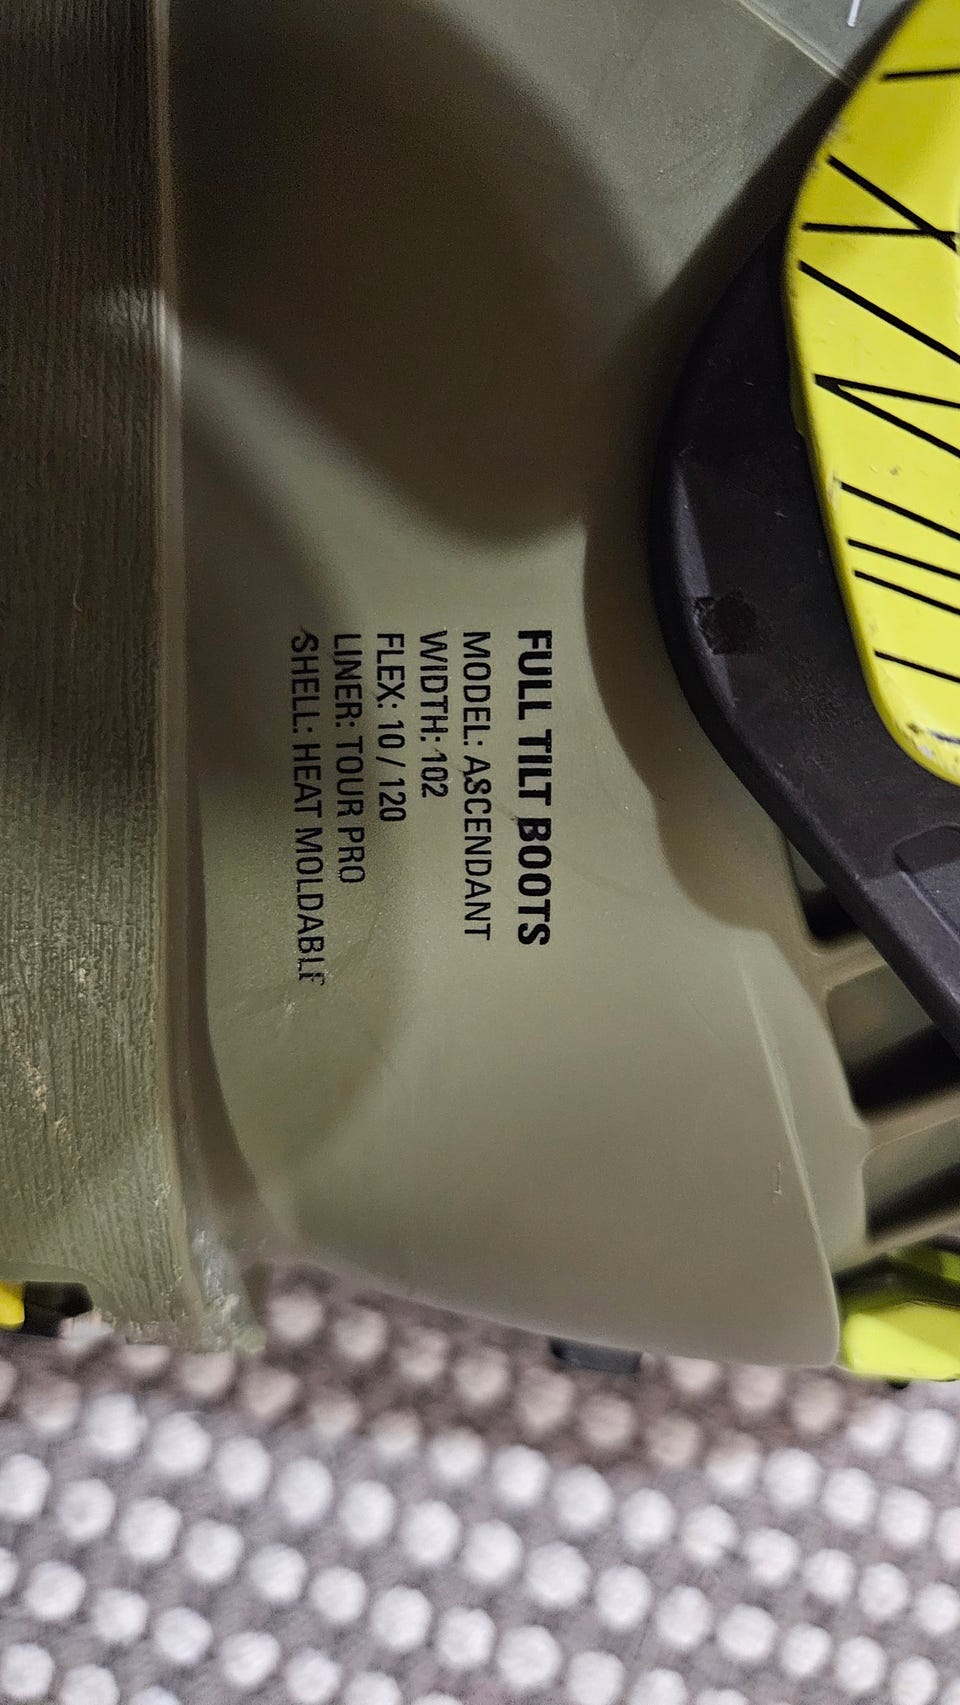 FULL TILT BOOTS
MODEL: ASCENDANT
WIDTH: 102
FLEX: 10 / 120
LINER: TOUR PRO
SHELL: HEAT MOLDABLE